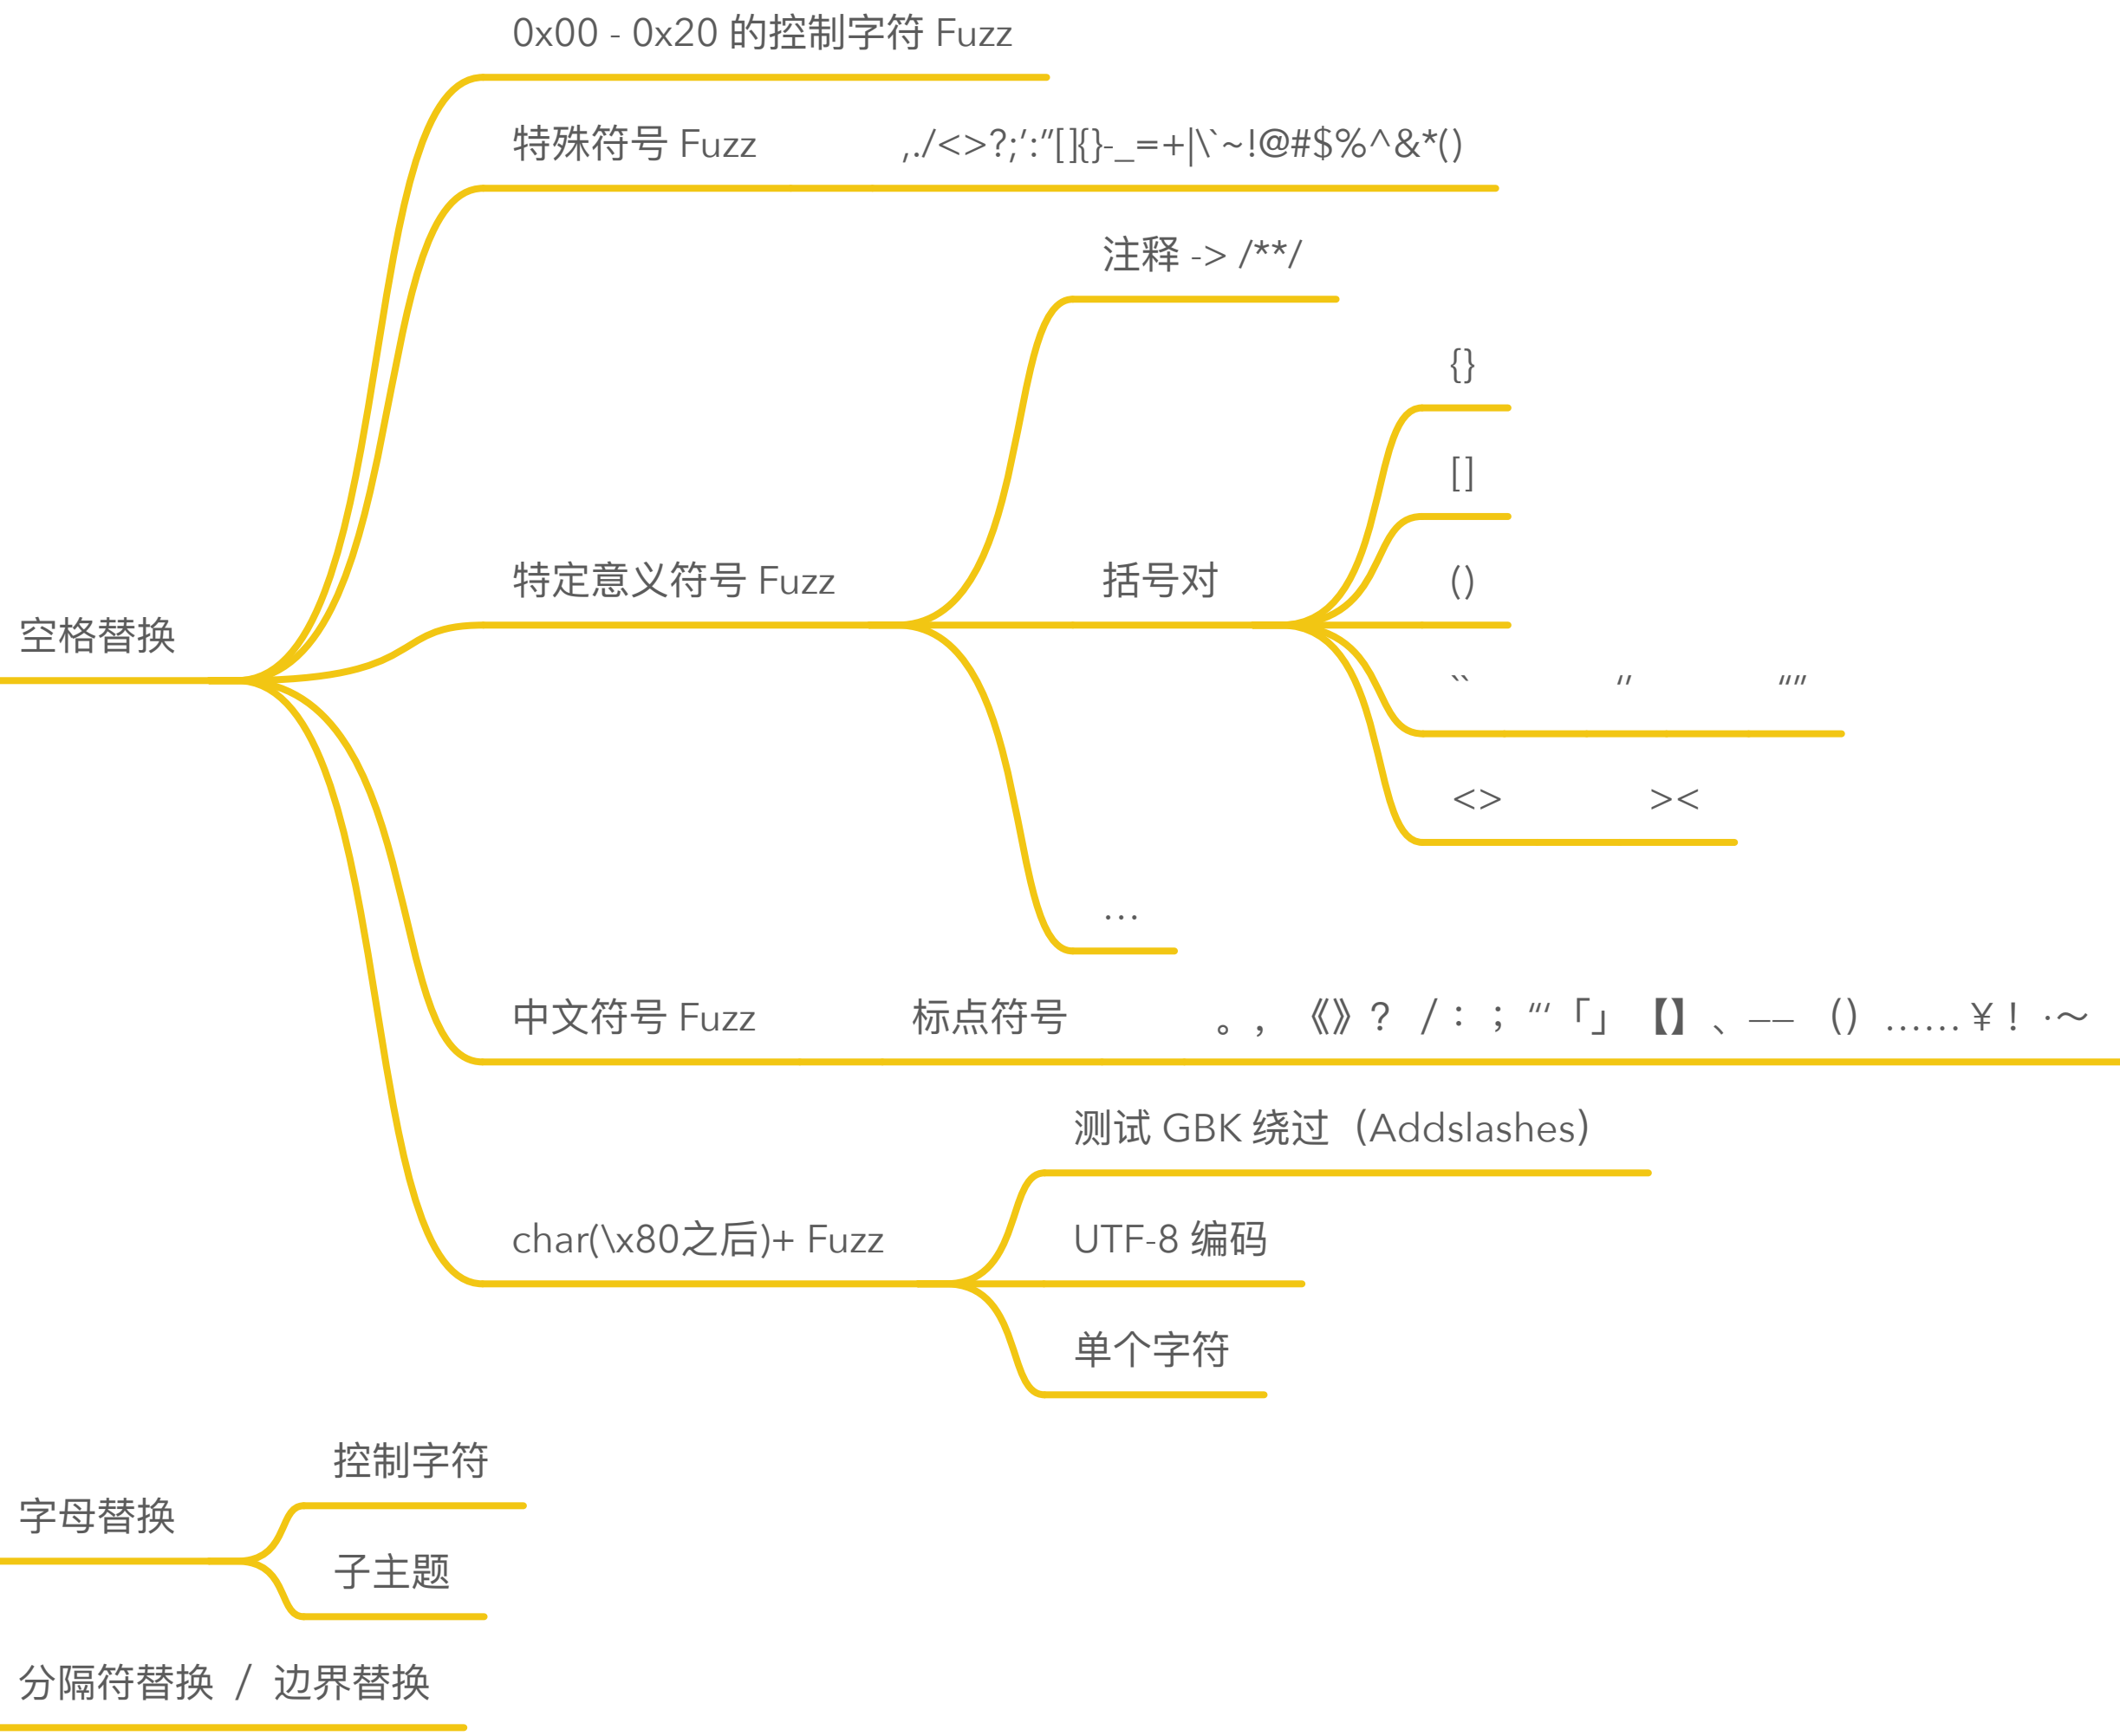 0x00 - 0x20 的控制字符 Fuzz
特殊符号 Fuzz ,./<>?;':"[]{}-_=+|\`~!@#$%^&*()
注释 -> /**/
{}
[]
特定意义符号 Fuzz 括号对 ()
空格替换
`` '' ""
<> ><
...
中文符号 Fuzz 标点符号 。，《》？/：；“‘「」【】、—— （）……¥！·～
测试 GBK 绕过（Addslashes）
char(\x80之后)+ Fuzz UTF-8 编码
单个字符
控制字符
字母替换
子主题
分隔符替换 / 边界替换